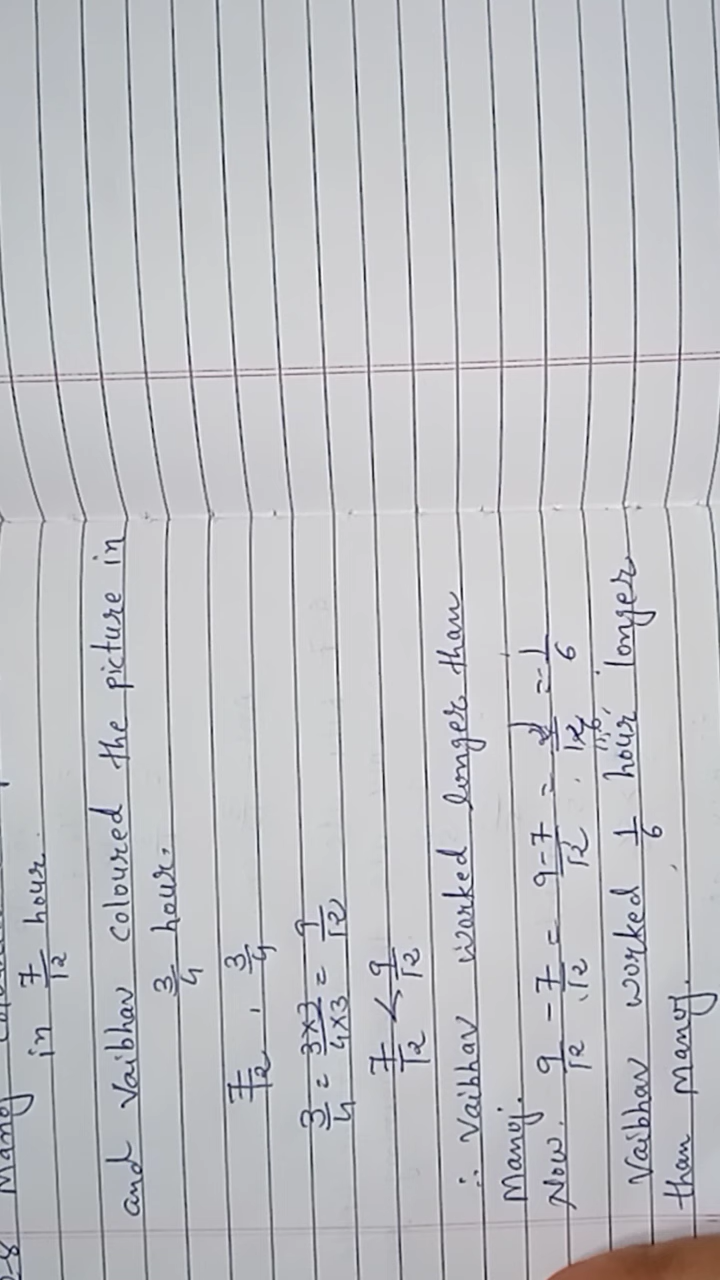 8 Manoj
in 7/12 hour.
and Vaibhav coloured the picture in
3/4 hour.
7/12 , 3/4
3/4 = 3×3/4×3 = 9/12
7/12 < 9/12
∴ Vaibhav worked longer than
Manoj.
Now. 9/12 - 7/12 = 9-7/12 = 2/12 = 1/6
Vaibhav worked 1/6 hour longer
than Manoj.